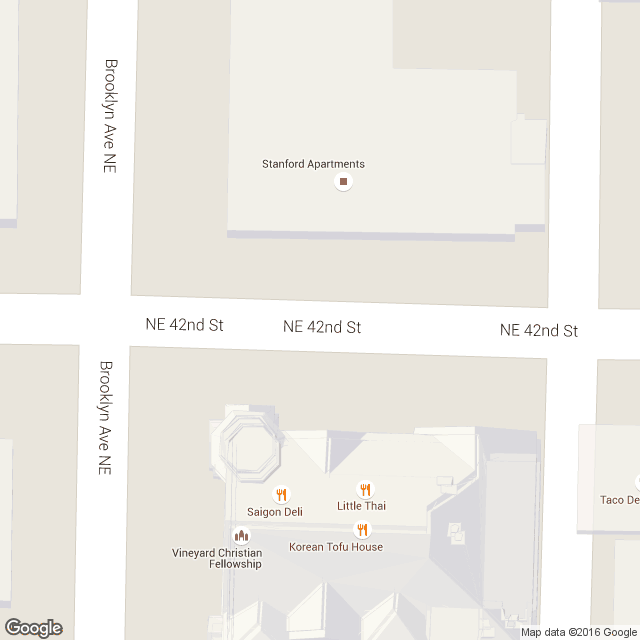 Brooklyn Ave NE
Stanford Apartments
NE 42nd St
NE 42nd St
NE 42nd St
Brooklyn Ave NE
Little Thai
Saigon Deli
Taco De
Korean Tofu House
Vineyard Christian
Fellowship
Google
Map data ©2016 Google